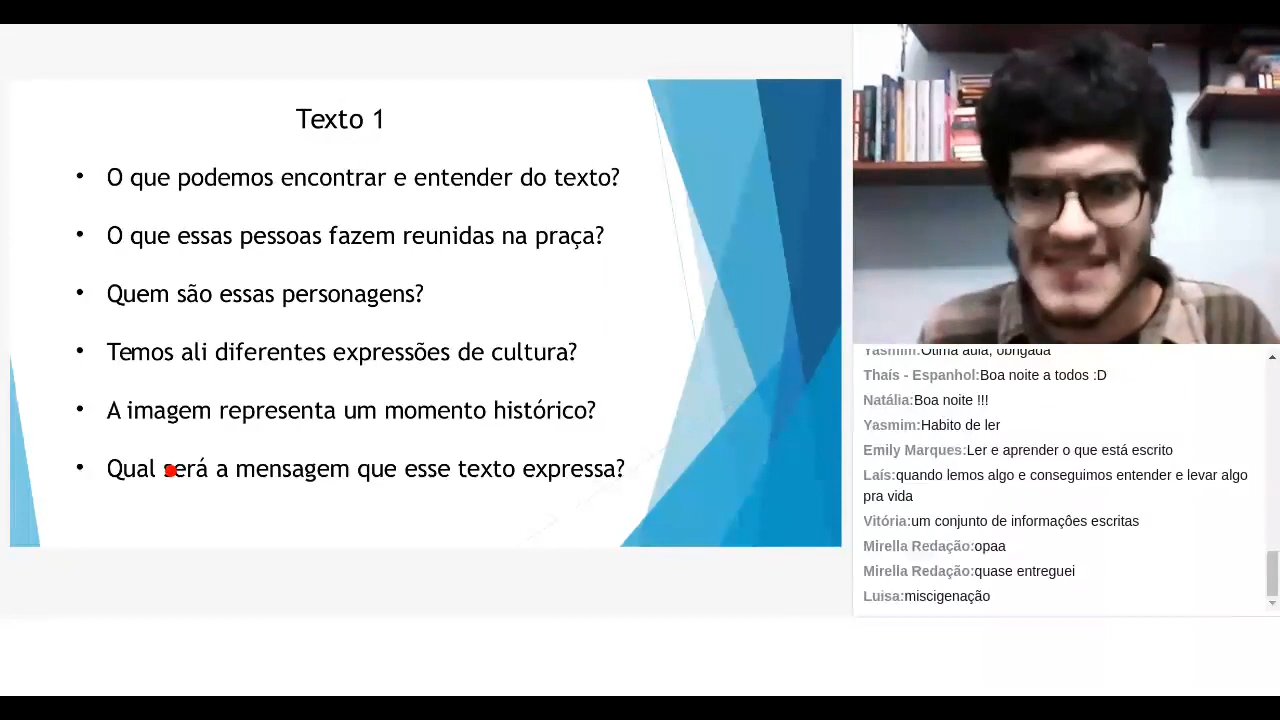 Texto 1
• O que podemos encontrar e entender do texto?
• O que essas pessoas fazem reunidas na praça?
• Quem são essas personagens?
• Temos ali diferentes expressões de cultura?
• A imagem representa um momento histórico?
• Qual será a mensagem que esse texto expressa?
Yasmim:Ótima aula, obrigada
Thaís - Espanhol:Boa noite a todos :D
Natália:Boa noite !!!
Yasmim:Habito de ler
Emily Marques:Ler e aprender o que está escrito
Laís:quando lemos algo e conseguimos entender e levar algo
pra vida
Vitória:um conjunto de informaçôes escritas
Mirella Redação:opaa
Mirella Redação:quase entreguei
Luisa:miscigenação